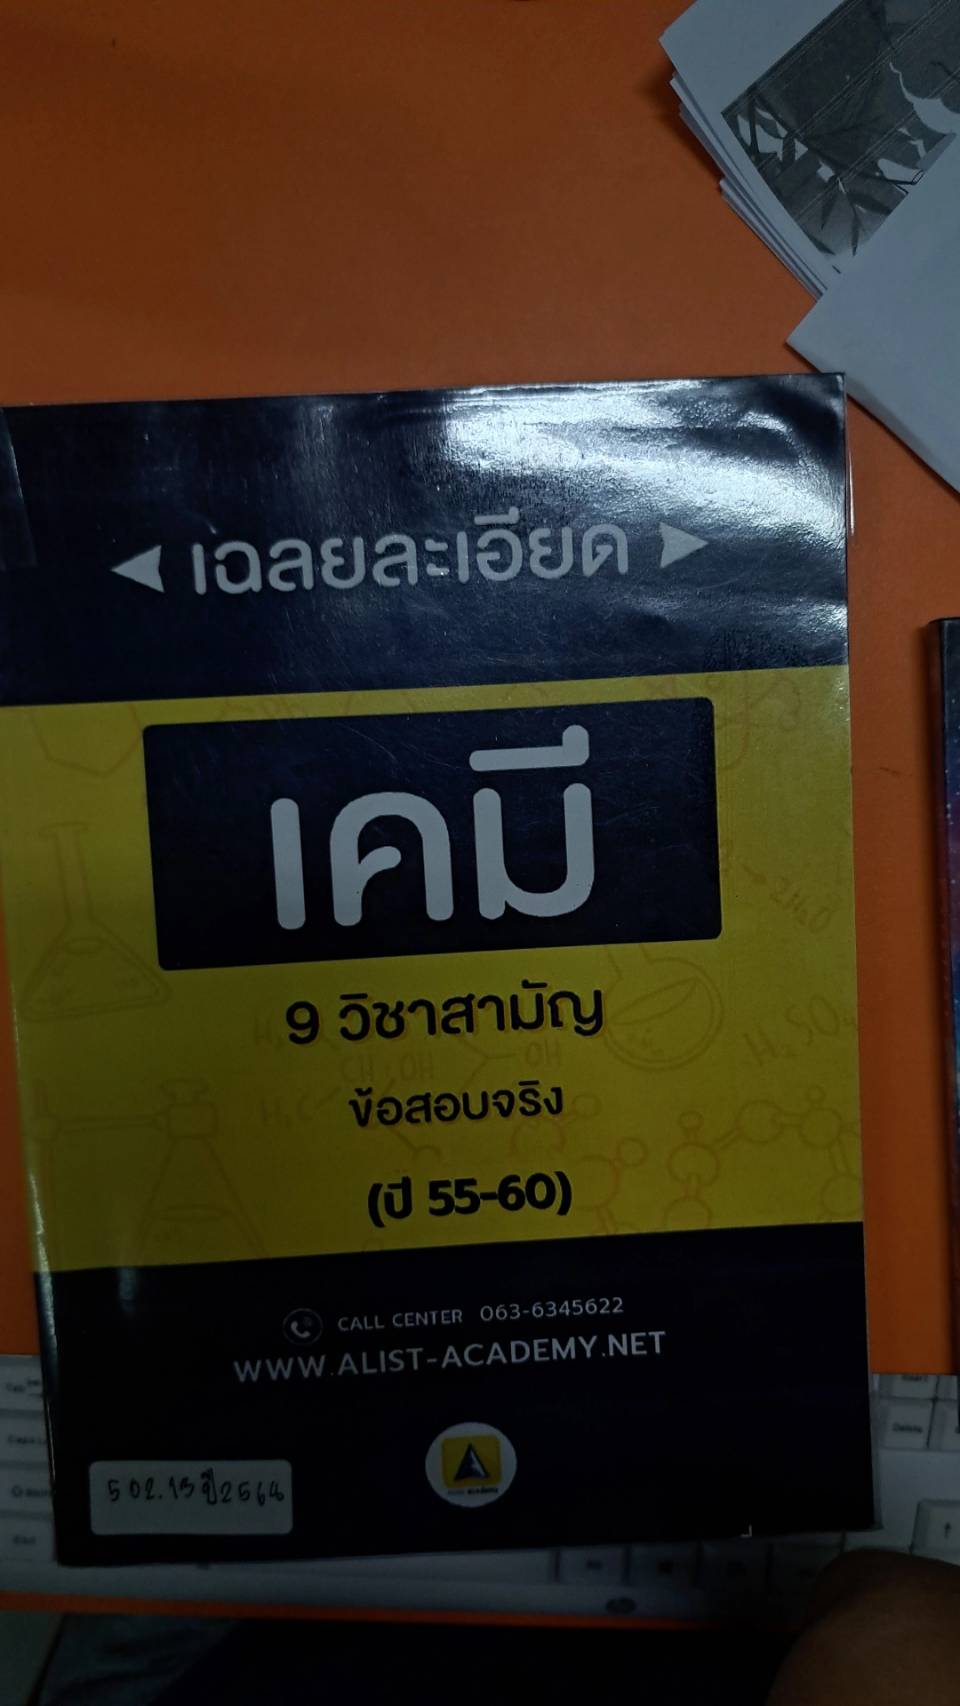 เฉลยละเอียด
เคมี
9 วิชาสามัญ
ข้อสอบจริง
(ปี 55-60)
CALL CENTER 063-6345622
WWW.ALIST-ACADEMY.NET
502.13 ปี2564
Delete